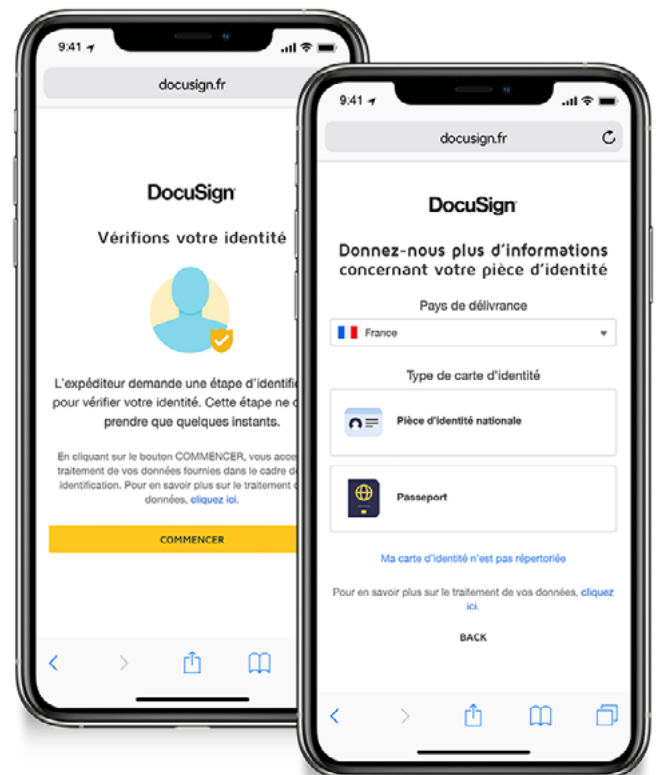 9:41
docusign.fr
DocuSign
Vérifions votre identité
L'expéditeur demande une étape
pour vérifier votre identité. Cette étape ne
prendre que quelques instants.
En cliquant sur le bouton COMMENCER, vous
traitement de vos données fournies dans le cadre
identification. Pour en savoir plus sur le traitement
données, cliquez ici.
COMMENCER
9:41
docusign.fr
DocuSign
Donnez-nous plus d'informations
concernant votre pièce d'identité
Pays de délivrance
France
Type de carte d'identité
Pièce d'identité nationale
Passeport
Ma carte d'identité n'est pas répertoriée
Pour en savoir plus sur le traitement de vos données, cliquez
ici.
BACK